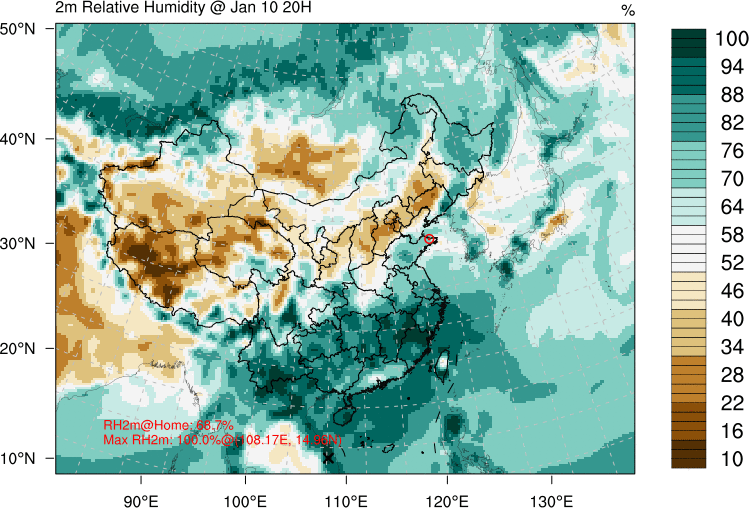 2m Relative Humidity @ Jan 10 20H
%
50°N
40°N
30°N
20°N
10°N
90°E
100°E
110°E
120°E
130°E
RH2m@Home: 68.7%
Max RH2m: 100.0%@(108.17E, 14.96N)
100
94
88
82
76
70
64
58
52
46
40
34
28
22
16
10